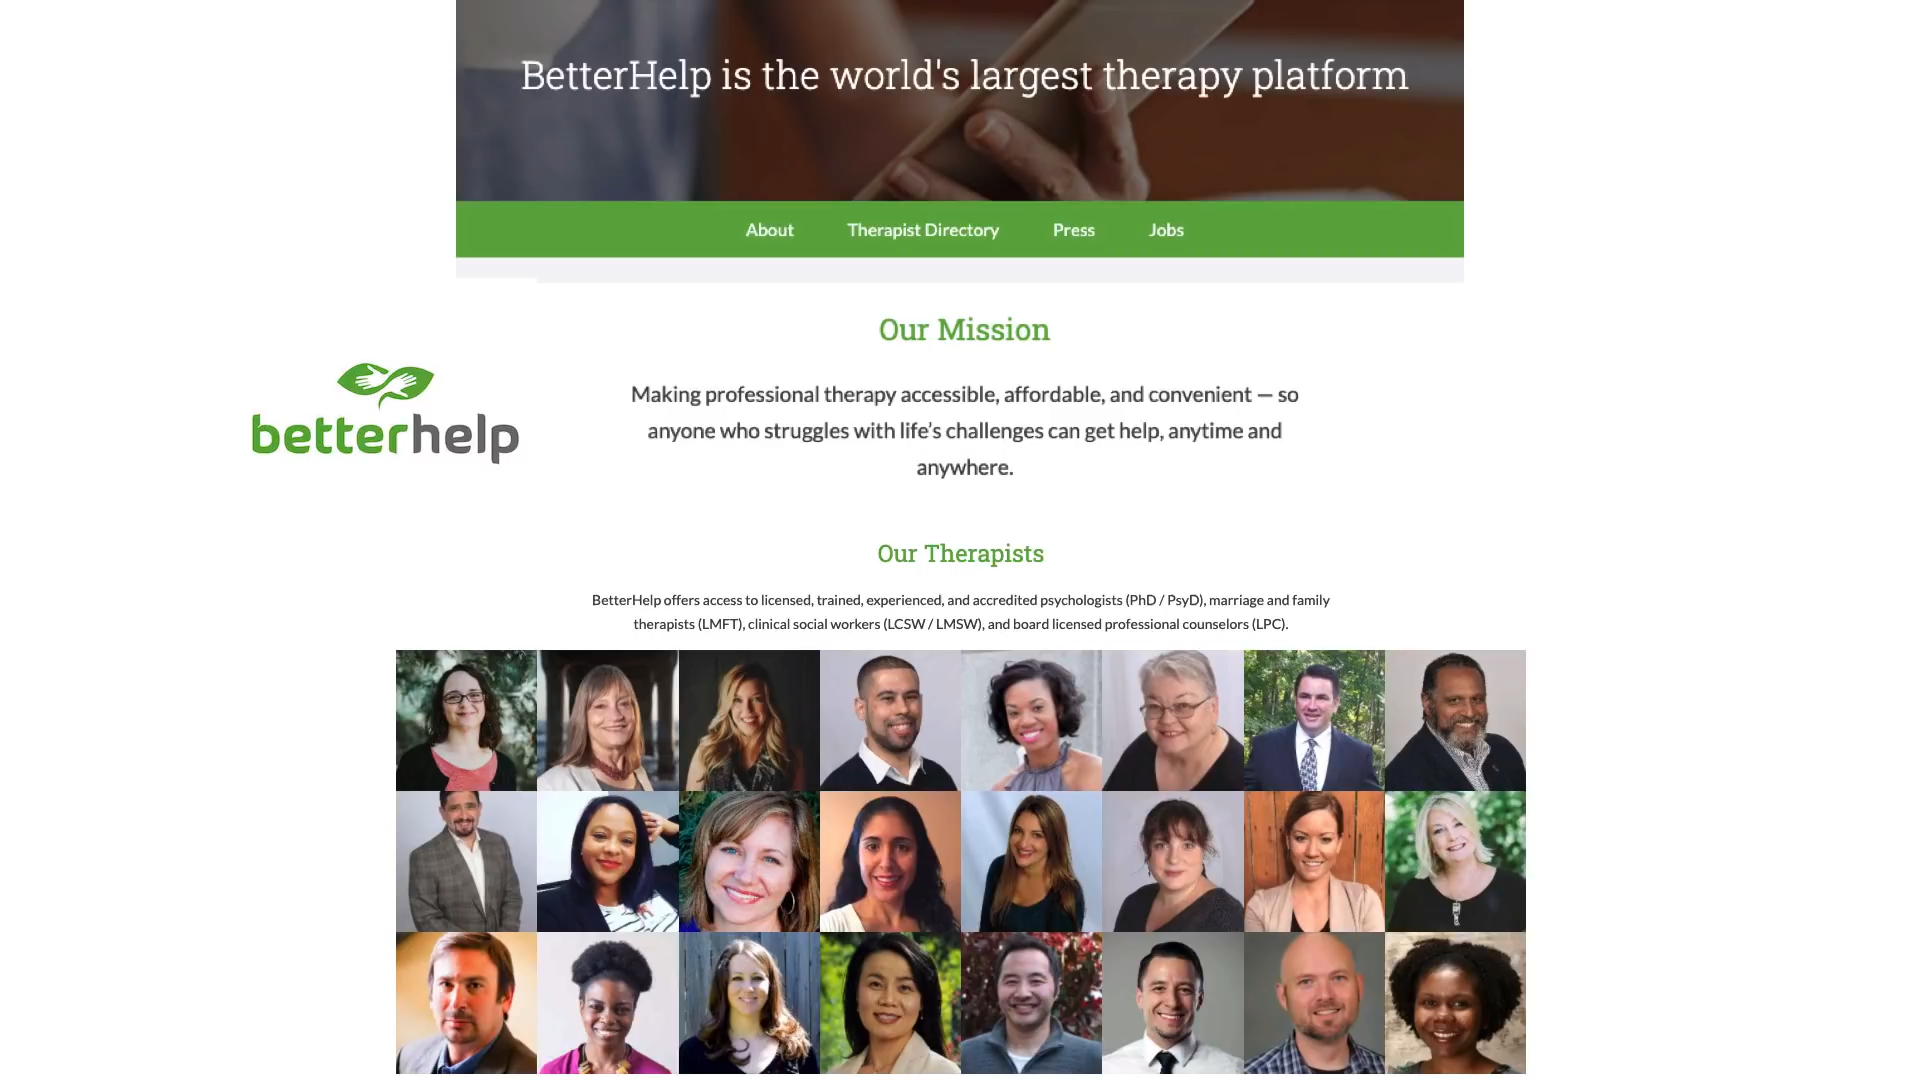 BetterHelp is the world's largest therapy platform
About Therapist Directory Press Jobs
Our Mission
betterhelp
Making professional therapy accessible, affordable, and convenient — so
anyone who struggles with life’s challenges can get help, anytime and
anywhere.
Our Therapists
BetterHelp offers access to licensed, trained, experienced, and accredited psychologists (PhD / PsyD), marriage and family
therapists (LMFT), clinical social workers (LCSW / LMSW), and board licensed professional counselors (LPC).